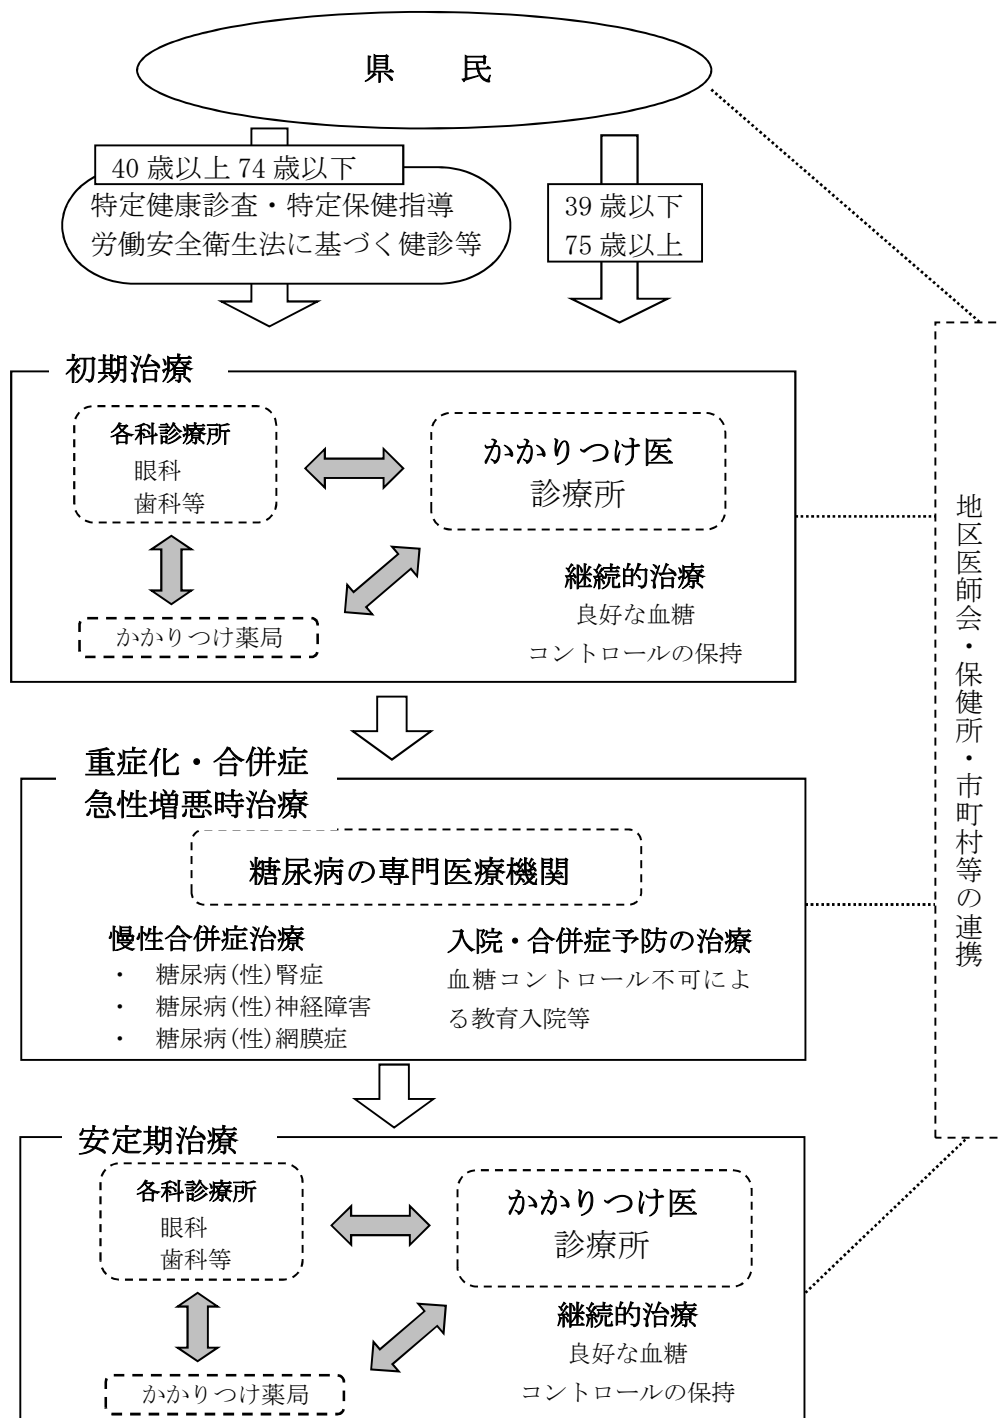 県　　民
40 歳以上 74 歳以下
特定健康診査・特定保健指導
労働安全衛生法に基づく健診等
39 歳以下
75 歳以上
初期治療
各科診療所
眼科
歯科等
かかりつけ医
診療所
継続的治療
良好な血糖
コントロールの保持
かかりつけ薬局
重症化・合併症
急性増悪時治療
糖尿病の専門医療機関
慢性合併症治療
・　糖尿病(性)腎症
・　糖尿病(性)神経障害
・　糖尿病(性)網膜症
入院・合併症予防の治療
血糖コントロール不可によ
る教育入院等
安定期治療
各科診療所
眼科
歯科等
かかりつけ医
診療所
継続的治療
良好な血糖
コントロールの保持
かかりつけ薬局
地区医師会・保健所・市町村等の連携